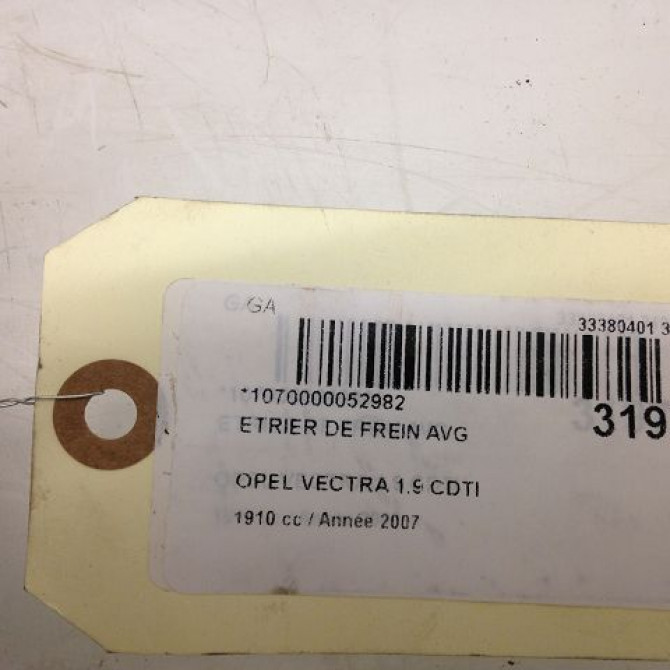 GA
33380401 3
*1070000052982
319
ETRIER DE FREIN AVG
OPEL VECTRA 1.9 CDTI
1910 cc / Année 2007